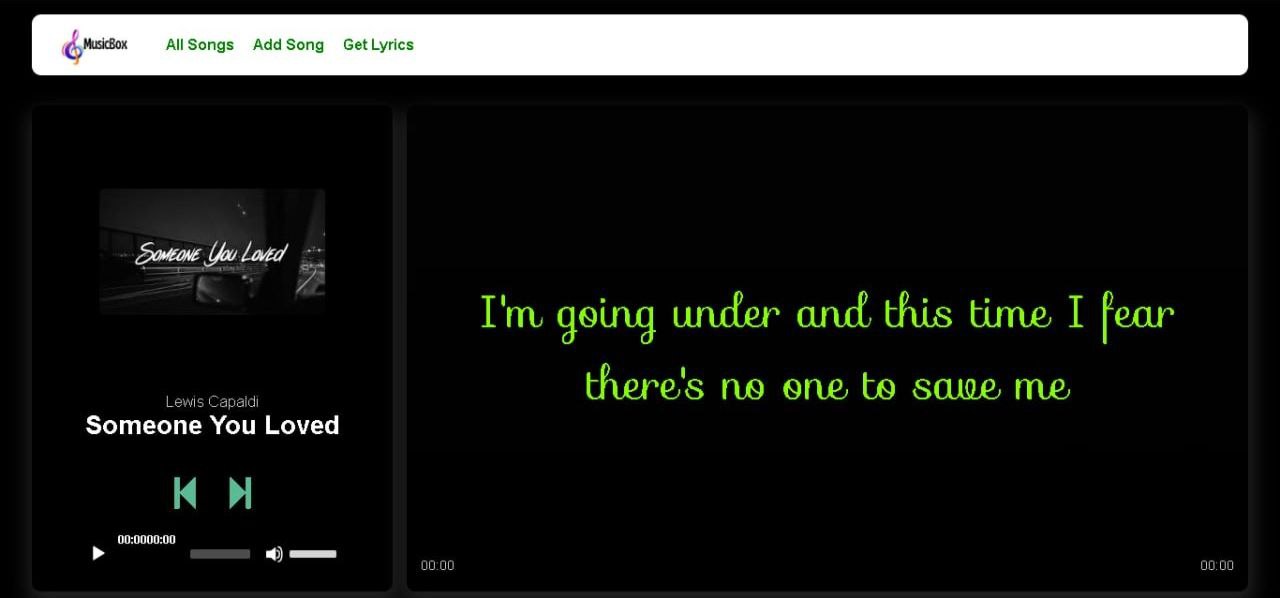 MusicBox All Songs Add Song Get Lyrics
SOMEONE YOU LOVED
Lewis Capaldi
Someone You Loved
00:0000:00
I'm going under and this time I fear
there's no one to save me
00:00 00:00